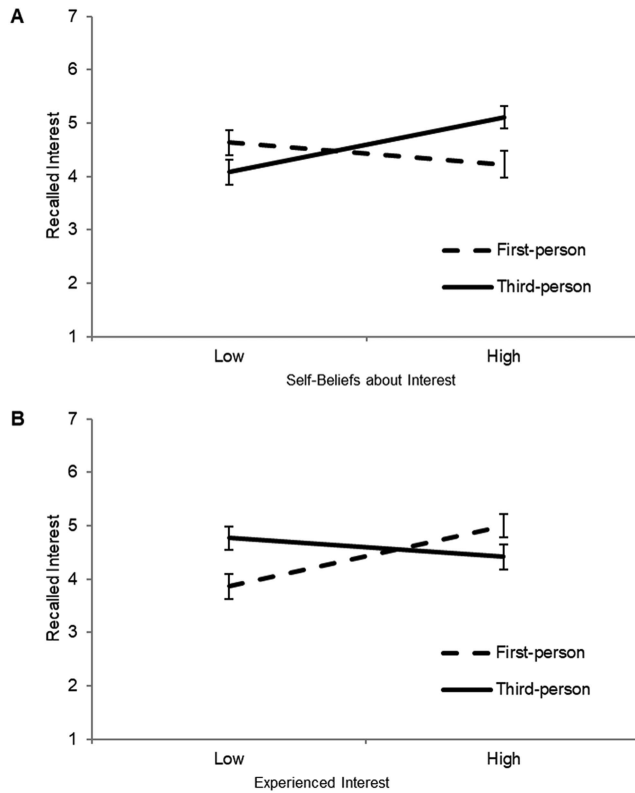 A
7
6
5
4
3
2
1
Recalled Interest
First-person
Third-person
Low High
Self-Beliefs about Interest
B
7
6
5
4
3
2
1
Recalled Interest
First-person
Third-person
Low High
Experienced Interest